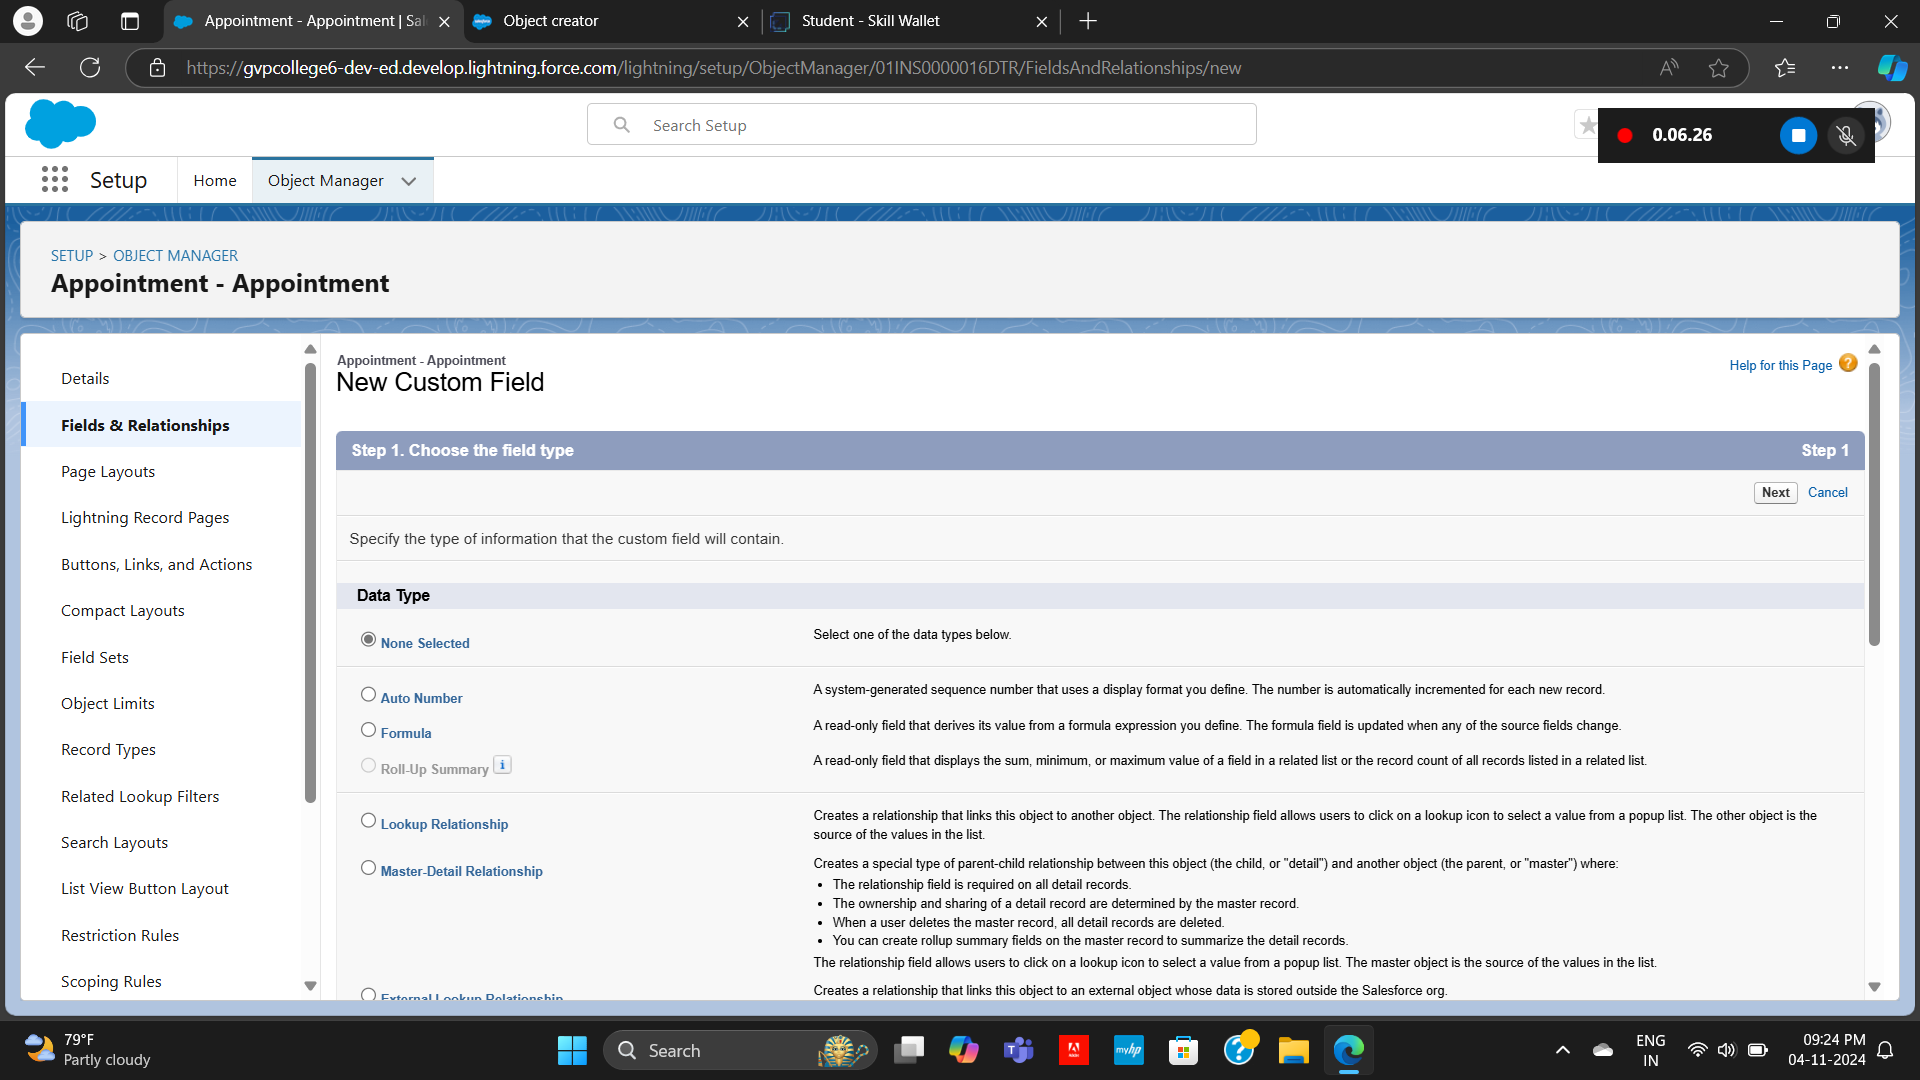 Appointment - Appointment | Sal
Object creator
Student - Skill Wallet
https://gvpcollege6-dev-ed.develop.lightning.force.com/lightning/setup/ObjectManager/01INS0000016DTR/FieldsAndRelationships/new
Search Setup
0.06.26
Setup
Home
Object Manager
SETUP > OBJECT MANAGER
Appointment - Appointment
Details
Fields & Relationships
Page Layouts
Lightning Record Pages
Buttons, Links, and Actions
Compact Layouts
Field Sets
Object Limits
Record Types
Related Lookup Filters
Search Layouts
List View Button Layout
Restriction Rules
Scoping Rules
Appointment - Appointment
New Custom Field
Help for this Page ?
Step 1. Choose the field type
Step 1
Next Cancel
Specify the type of information that the custom field will contain.
Data Type
None Selected
Select one of the data types below.
Auto Number
A system-generated sequence number that uses a display format you define. The number is automatically incremented for each new record.
Formula
A read-only field that derives its value from a formula expression you define. The formula field is updated when any of the source fields change.
Roll-Up Summary i
A read-only field that displays the sum, minimum, or maximum value of a field in a related list or the record count of all records listed in a related list.
Lookup Relationship
Creates a relationship that links this object to another object. The relationship field allows users to click on a lookup icon to select a value from a popup list. The other object is the
source of the values in the list.
Master-Detail Relationship
Creates a special type of parent-child relationship between this object (the child, or "detail") and another object (the parent, or "master") where:
• The relationship field is required on all detail records.
• The ownership and sharing of a detail record are determined by the master record.
• When a user deletes the master record, all detail records are deleted.
• You can create rollup summary fields on the master record to summarize the detail records.
The relationship field allows users to click on a lookup icon to select a value from a popup list. The master object is the source of the values in the list.
External Lookup Relationship
Creates a relationship that links this object to an external object whose data is stored outside the Salesforce org.
79°F
Partly cloudy
Search
myhp
ENG
IN
09:24 PM
04-11-2024